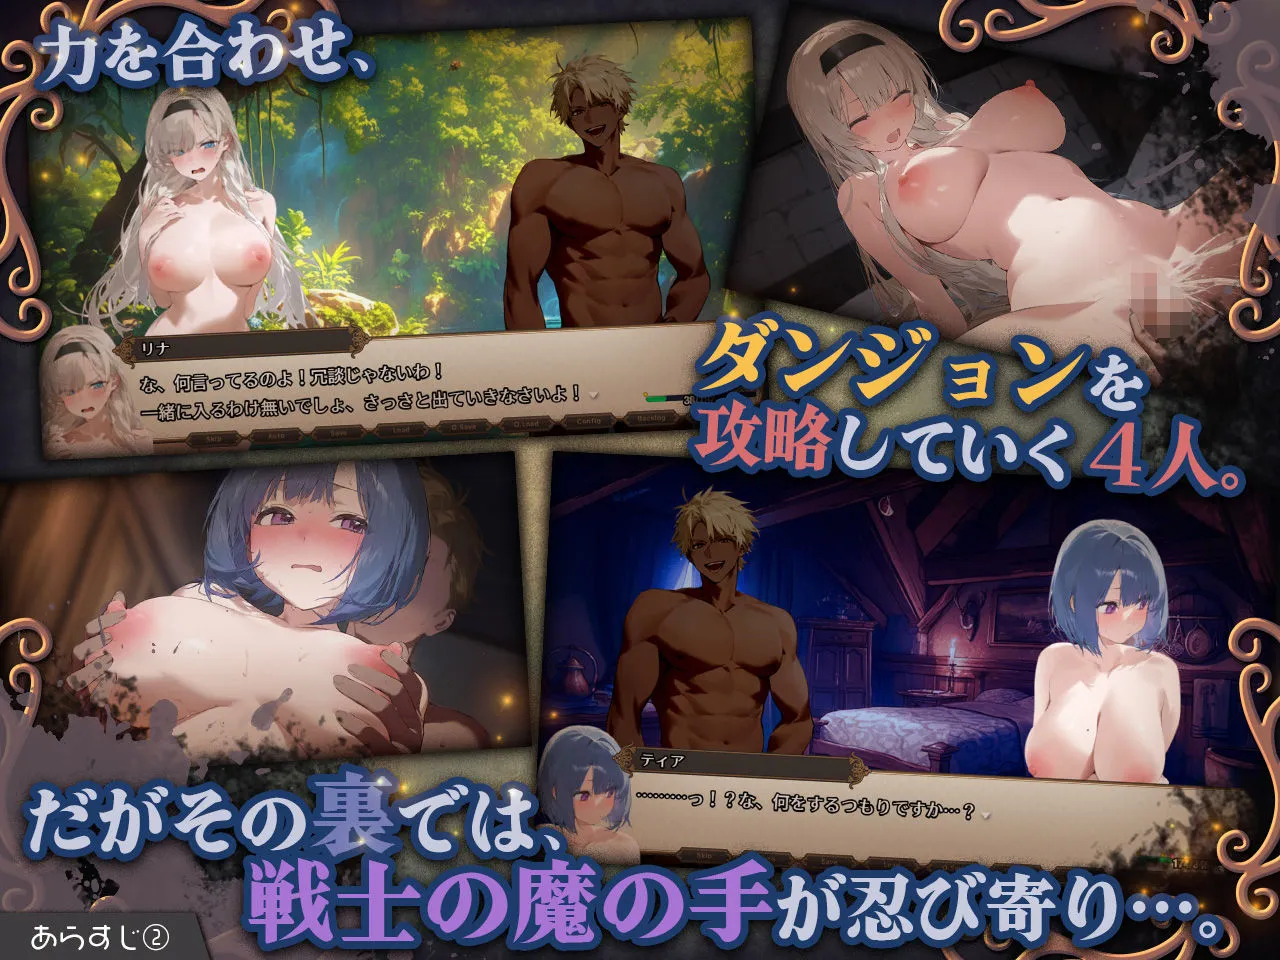 力を合わせ、
リナ
な、何言ってるのよ！冗談じゃないわ！
一緒に入るわけ無いでしょ、さっさと出ていきなさいよ！
Skip Auto Save Load Q.Save Q.Load Config Backlog
ダンジョンを
攻略していく４人。
ティア
………っ！？な、何をするつもりですか…？
Skip Save
だがその裏では、
戦士の魔の手が忍び寄り…。
あらすじ②